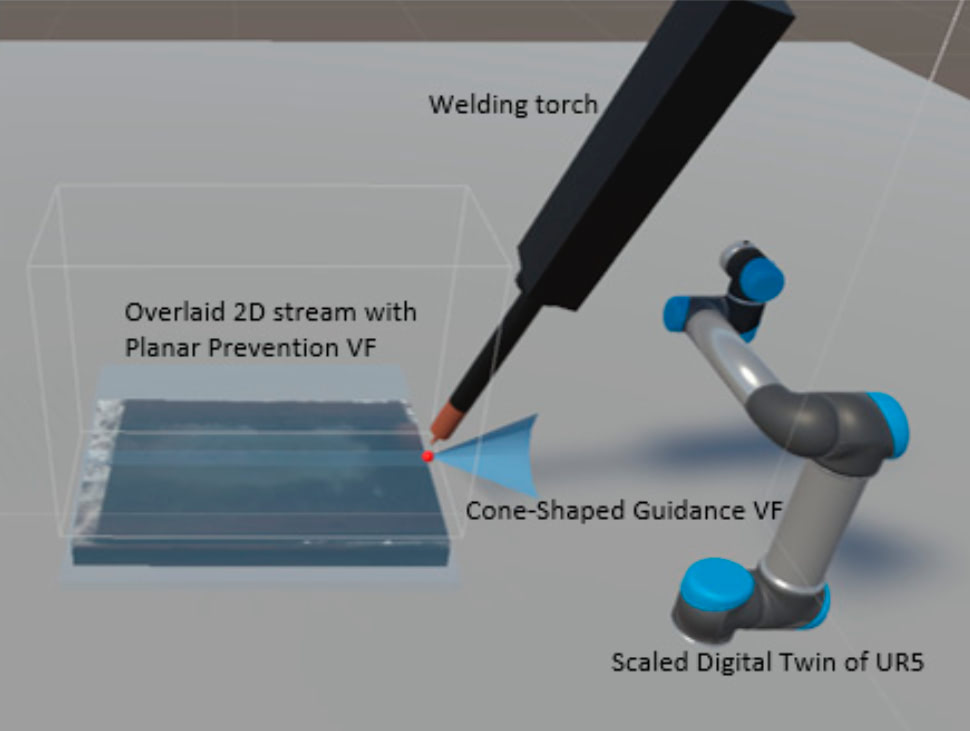 Welding torch
Overlaid 2D stream with
Planar Prevention VF
Cone-Shaped Guidance VF
Scaled Digital Twin of UR5